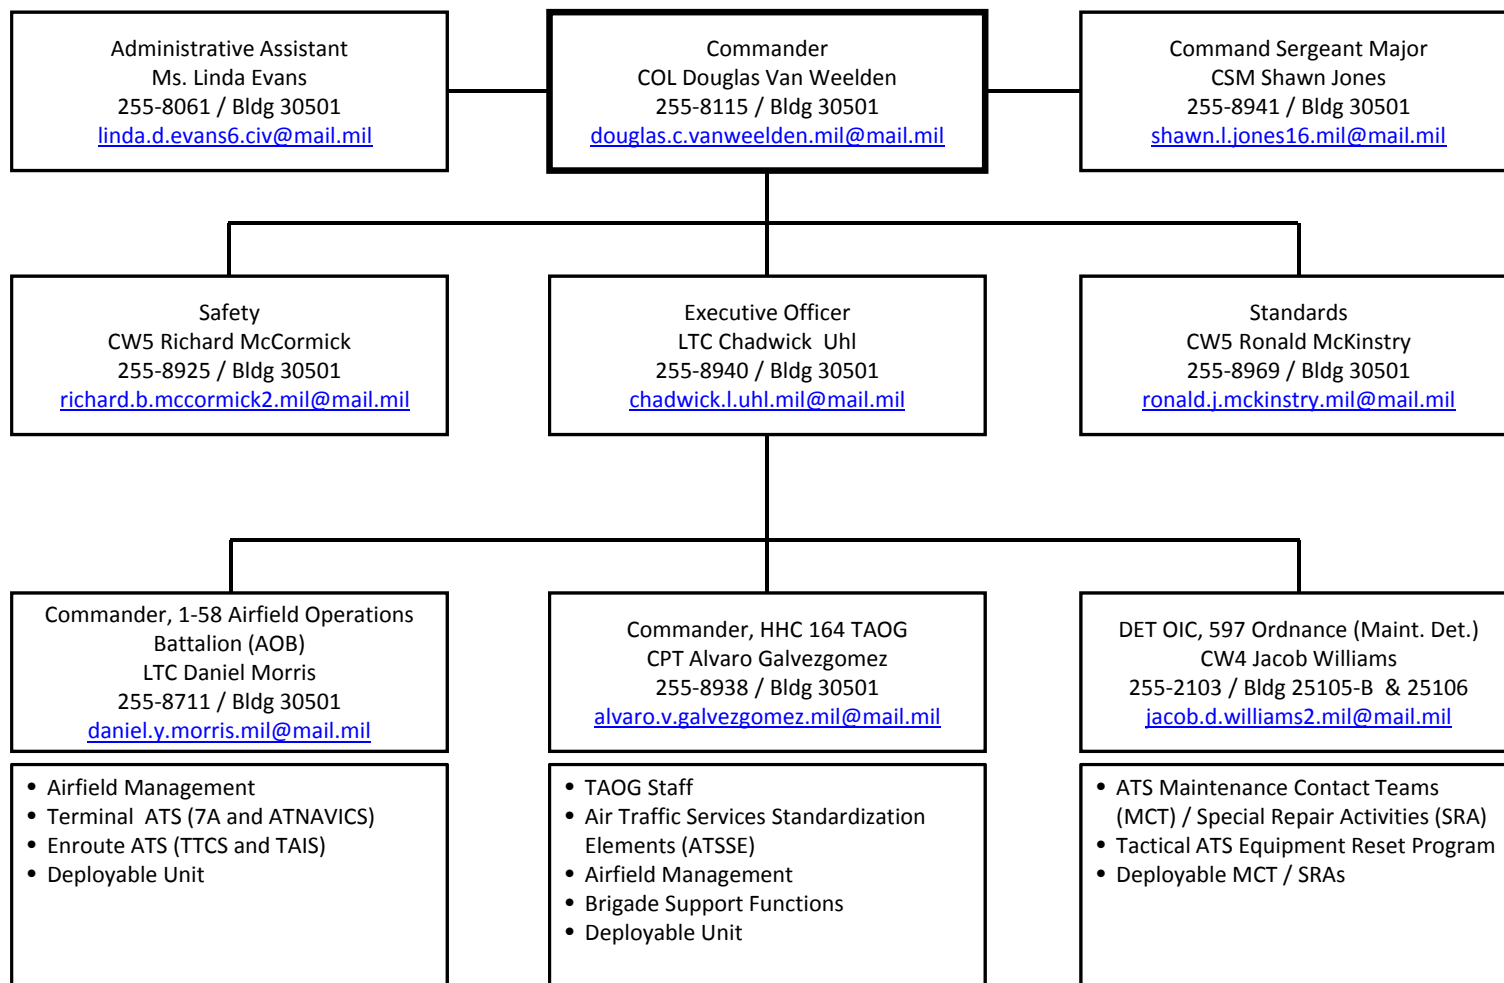 Administrative Assistant
Ms. Linda Evans
255-8061 / Bldg 30501
linda.d.evans6.civ@mail.mil
Commander
COL Douglas Van Weelden
255-8115 / Bldg 30501
douglas.c.vanweelden.mil@mail.mil
Command Sergeant Major
CSM Shawn Jones
255-8941 / Bldg 30501
shawn.l.jones16.mil@mail.mil
Safety
CW5 Richard McCormick
255-8925 / Bldg 30501
richard.b.mccormick2.mil@mail.mil
Executive Officer
LTC Chadwick  Uhl
255-8940 / Bldg 30501
chadwick.l.uhl.mil@mail.mil
Standards
CW5 Ronald McKinstry
255-8969 / Bldg 30501
ronald.j.mckinstry.mil@mail.mil
Commander, 1-58 Airfield Operations
Battalion (AOB)
LTC Daniel Morris
255-8711 / Bldg 30501
daniel.y.morris.mil@mail.mil
Commander, HHC 164 TAOG
CPT Alvaro Galvezgomez
255-8938 / Bldg 30501
alvaro.v.galvezgomez.mil@mail.mil
DET OIC, 597 Ordnance (Maint. Det.)
CW4 Jacob Williams
255-2103 / Bldg 25105-B  & 25106
jacob.d.williams2.mil@mail.mil
• Airfield Management
• Terminal  ATS (7A and ATNAVICS)
• Enroute ATS (TTCS and TAIS)
• Deployable Unit
• TAOG Staff
• Air Traffic Services Standardization
Elements (ATSSE)
• Airfield Management
• Brigade Support Functions
• Deployable Unit
• ATS Maintenance Contact Teams
(MCT) / Special Repair Activities (SRA)
• Tactical ATS Equipment Reset Program
• Deployable MCT / SRAs